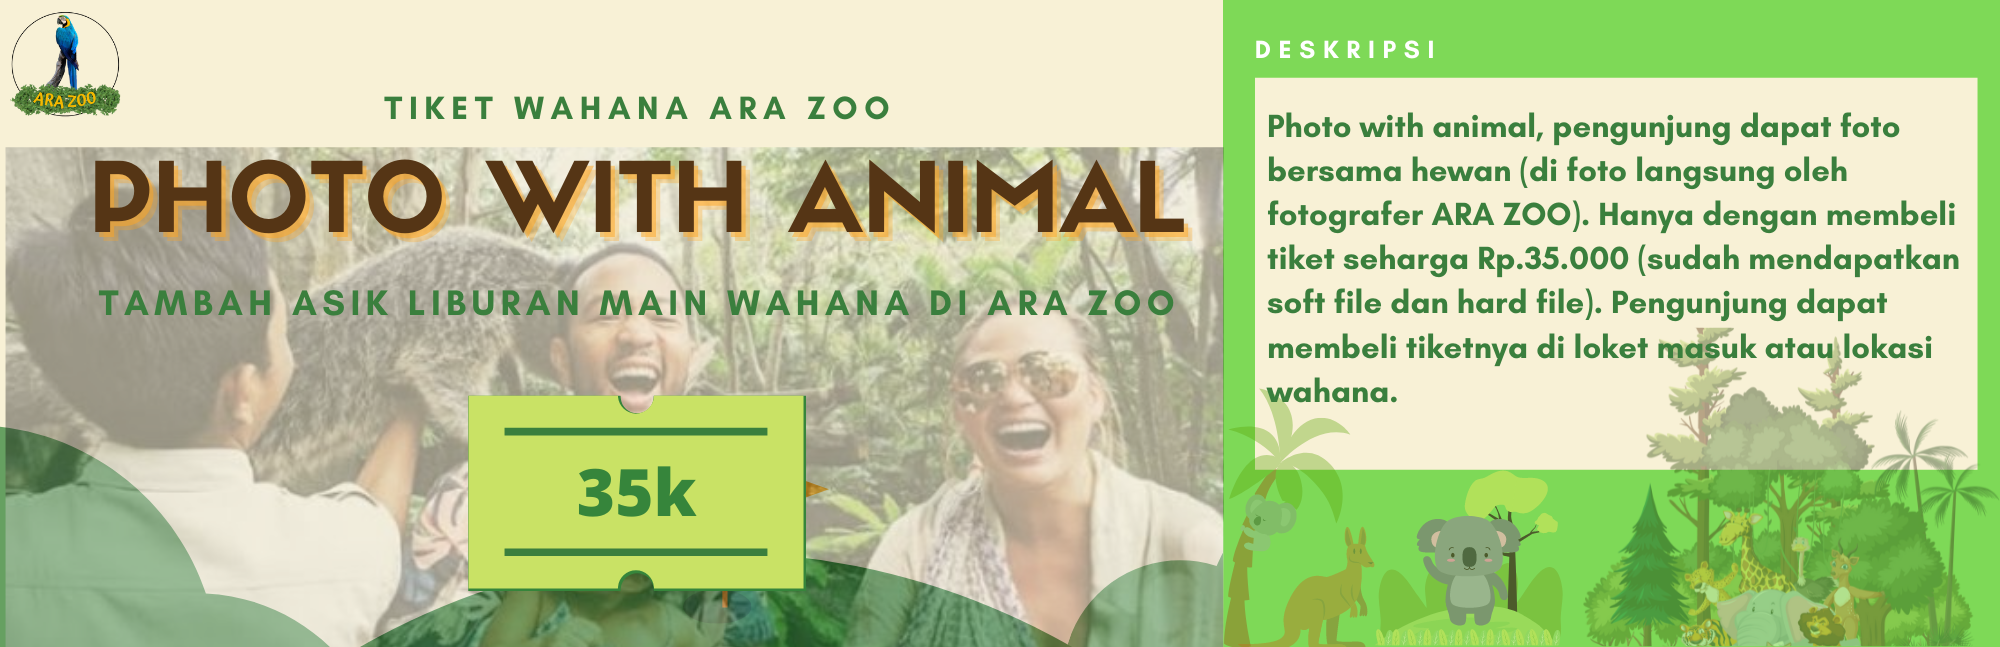 ARA ZOO
TIKET WAHANA ARA ZOO
PHOTO WITH ANIMAL
TAMBAH ASIK LIBURAN MAIN WAHANA DI ARA ZOO
35k
DESKRIPSI
Photo with animal, pengunjung dapat foto
bersama hewan (di foto langsung oleh
fotografer ARA ZOO). Hanya dengan membeli
tiket seharga Rp.35.000 (sudah mendapatkan
soft file dan hard file). Pengunjung dapat
membeli tiketnya di loket masuk atau lokasi
wahana.